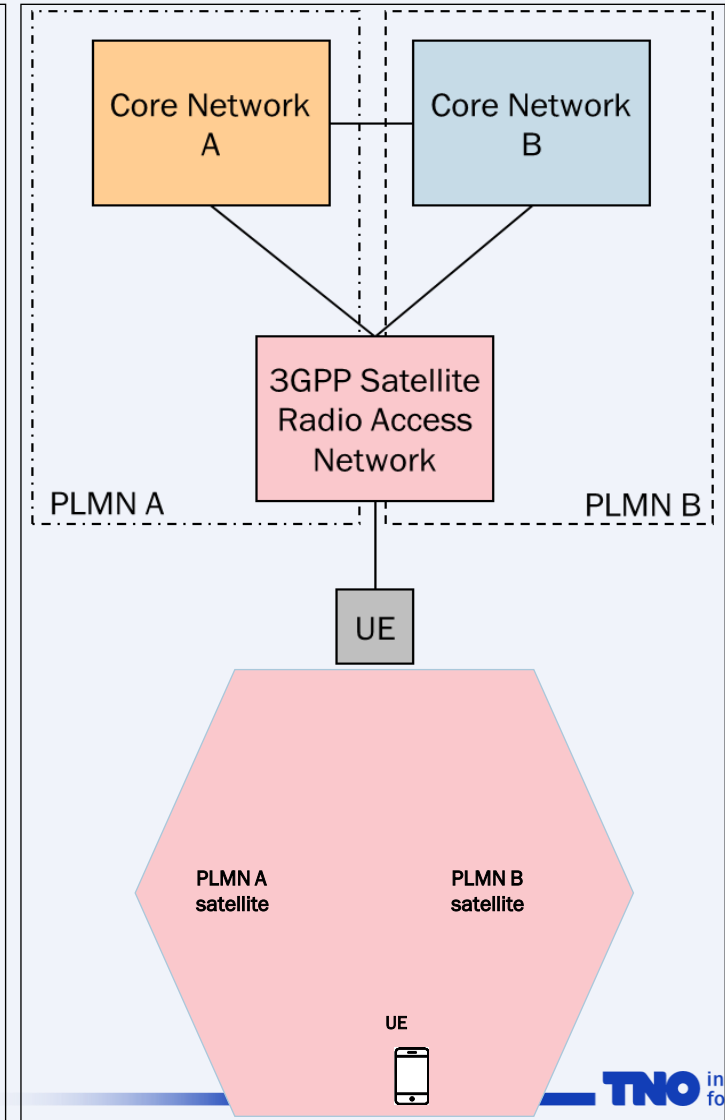 Core Network
A
Core Network
B
3GPP Satellite
Radio Access
Network
PLMN A
PLMN B
UE
PLMN A
satellite
PLMN B
satellite
UE
TNO